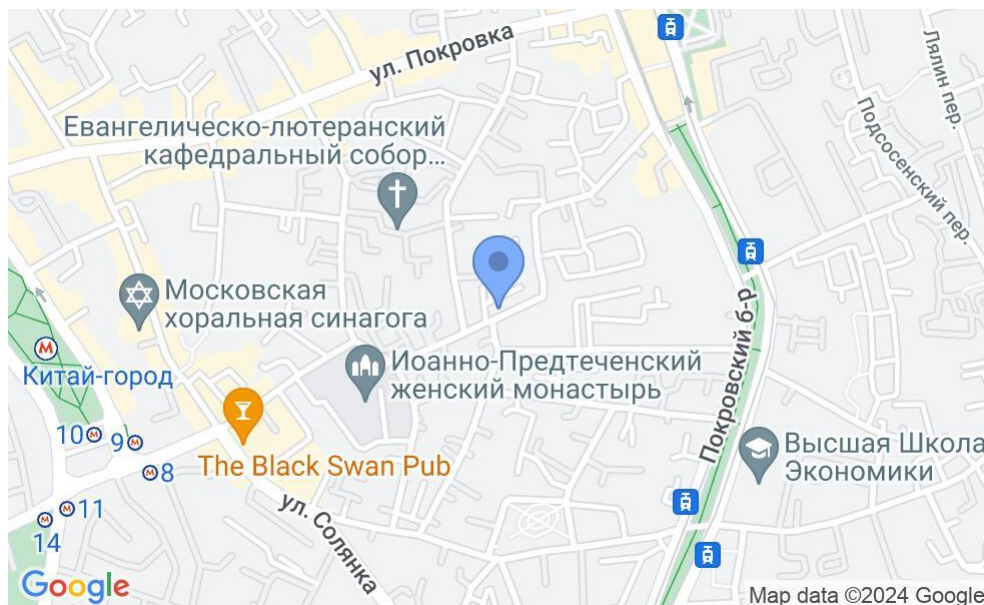 ул. Покровка
Лялин пер.
Подсосенский пер.
Евангелическо-лютеранский
кафедральный собор...
Московская
хоральная синагога
Китай-город
Иоанно-Предтеченский
женский монастырь
Покровский б-р
10
9
8
The Black Swan Pub
Высшая Школа
Экономики
11
14
ул. Солянка
Google
Map data ©2024 Google